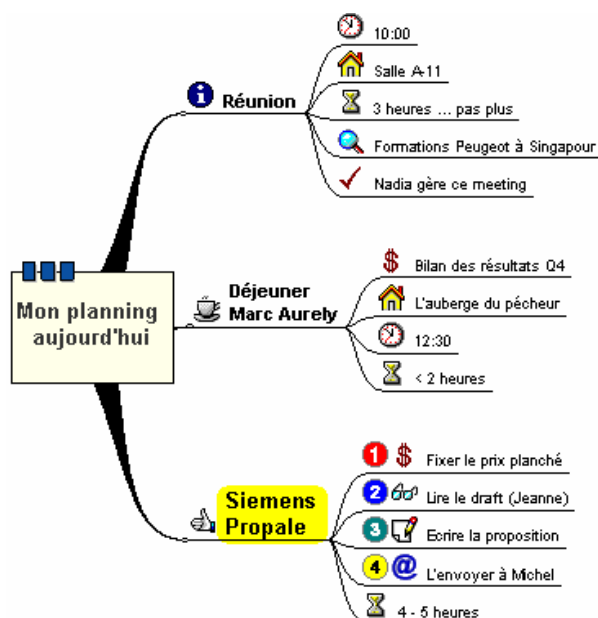 Mon planning
aujourd'hui
Réunion
10:00
Salle A-11
3 heures ... pas plus
Formations Peugeot à Singapour
Nadia gère ce meeting
Déjeuner
Marc Aurely
Bilan des résultats Q4
L'auberge du pécheur
12:30
< 2 heures
Siemens
Propale
1 $ Fixer le prix planché
2 Lire le draft (Jeanne)
3 Ecrire la proposition
4 @ L'envoyer à Michel
4 - 5 heures